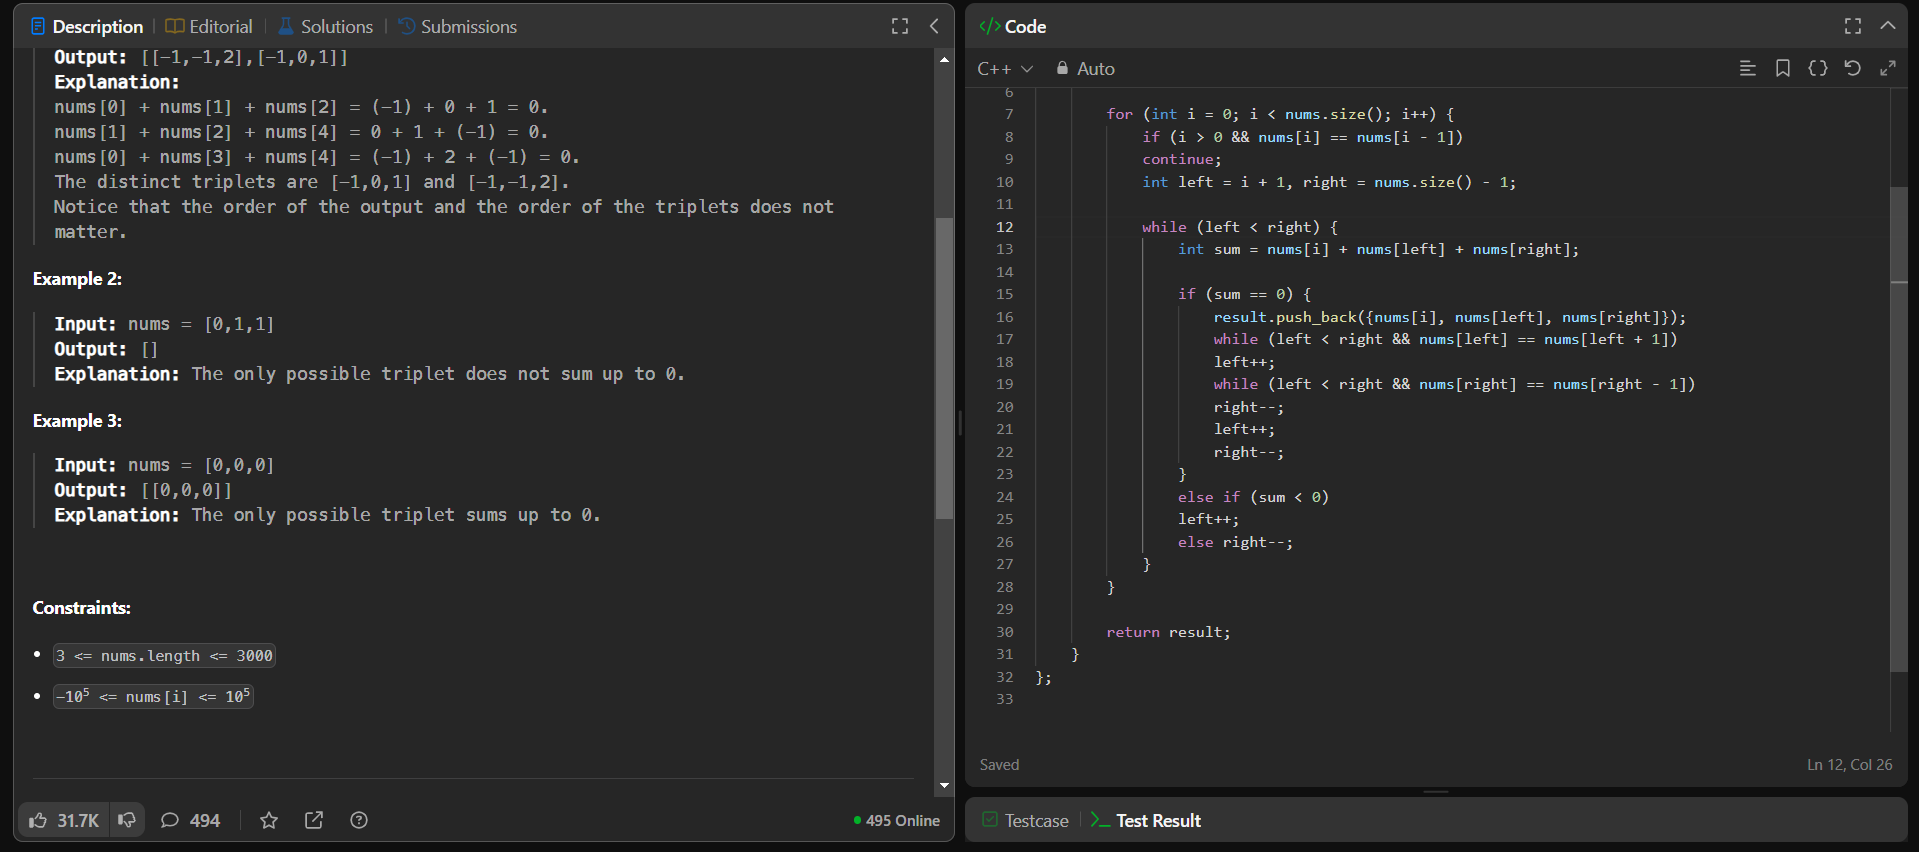 Description | Editorial | Solutions | Submissions
Output: [[-1,-1,2],[-1,0,1]]
Explanation:
nums[0] + nums[1] + nums[2] = (-1) + 0 + 1 = 0.
nums[1] + nums[2] + nums[4] = 0 + 1 + (-1) = 0.
nums[0] + nums[3] + nums[4] = (-1) + 2 + (-1) = 0.
The distinct triplets are [-1,0,1] and [-1,-1,2].
Notice that the order of the output and the order of the triplets does not
matter.
Example 2:
Input: nums = [0,1,1]
Output: []
Explanation: The only possible triplet does not sum up to 0.
Example 3:
Input: nums = [0,0,0]
Output: [[0,0,0]]
Explanation: The only possible triplet sums up to 0.
Constraints:
• 3 <= nums.length <= 3000
• -10⁵ <= nums[i] <= 10⁵
31.7K 494 495 Online
</> Code
C++ Auto
6
7 for (int i = 0; i < nums.size(); i++) {
8 if (i > 0 && nums[i] == nums[i - 1])
9 continue;
10 int left = i + 1, right = nums.size() - 1;
11
12 while (left < right) {
13 int sum = nums[i] + nums[left] + nums[right];
14
15 if (sum == 0) {
16 result.push_back({nums[i], nums[left], nums[right]});
17 while (left < right && nums[left] == nums[left + 1])
18 left++;
19 while (left < right && nums[right] == nums[right - 1])
20 right--;
21 left++;
22 right--;
23 }
24 else if (sum < 0)
25 left++;
26 else right--;
27 }
28 }
29
30 return result;
31 }
32 };
33
Saved Ln 12, Col 26
Testcase | >_ Test Result